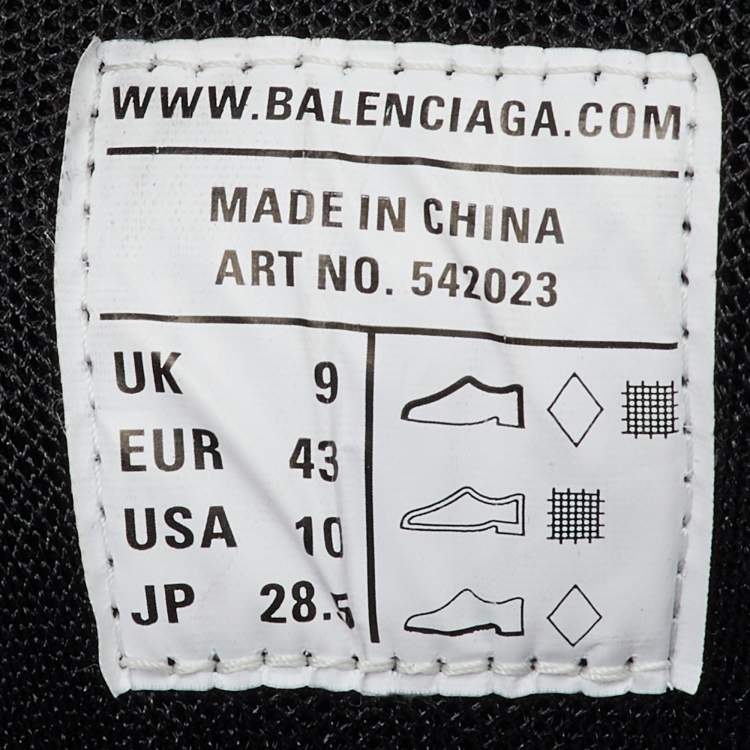 WWW.BALENCIAGA.COM
MADE IN CHINA
ART NO. 542023
UK 9
EUR 43
USA 10
JP 28.5